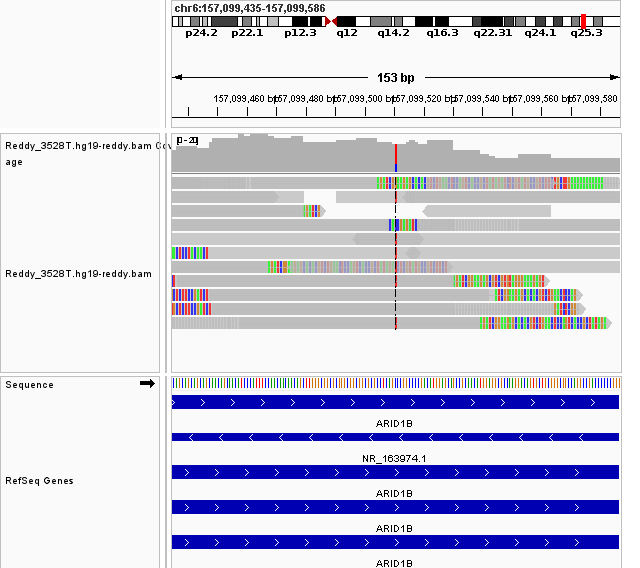 chr6:157,099,435-157,099,586
p24.2 p22.1 p12.3 q12 q14.2 q16.3 q22.31 q24.1 q25.3
153 bp
157,099,460 bp 157,099,480 bp 157,099,500 bp 157,099,520 bp 157,099,540 bp 157,099,560 bp 157,099,580
Reddy_3528T.hg19-reddy.bam Cov
age
[0 - 20]
Reddy_3528T.hg19-reddy.bam
Sequence
ARID1B
NR_163974.1
RefSeq Genes
ARID1B
ARID1B
ARID1B